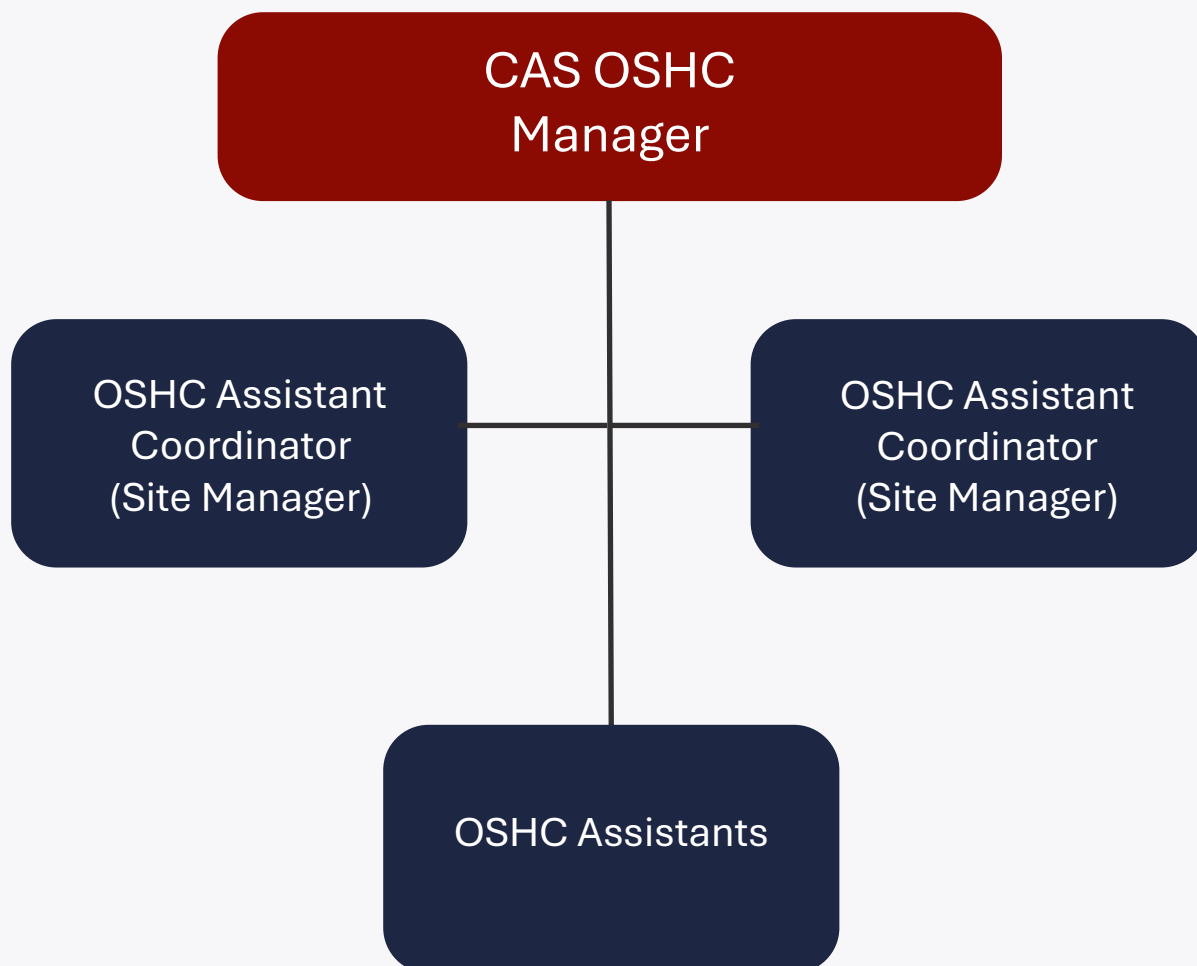 CAS OSHC
Manager
OSHC Assistant
Coordinator
(Site Manager)
OSHC Assistant
Coordinator
(Site Manager)
OSHC Assistants